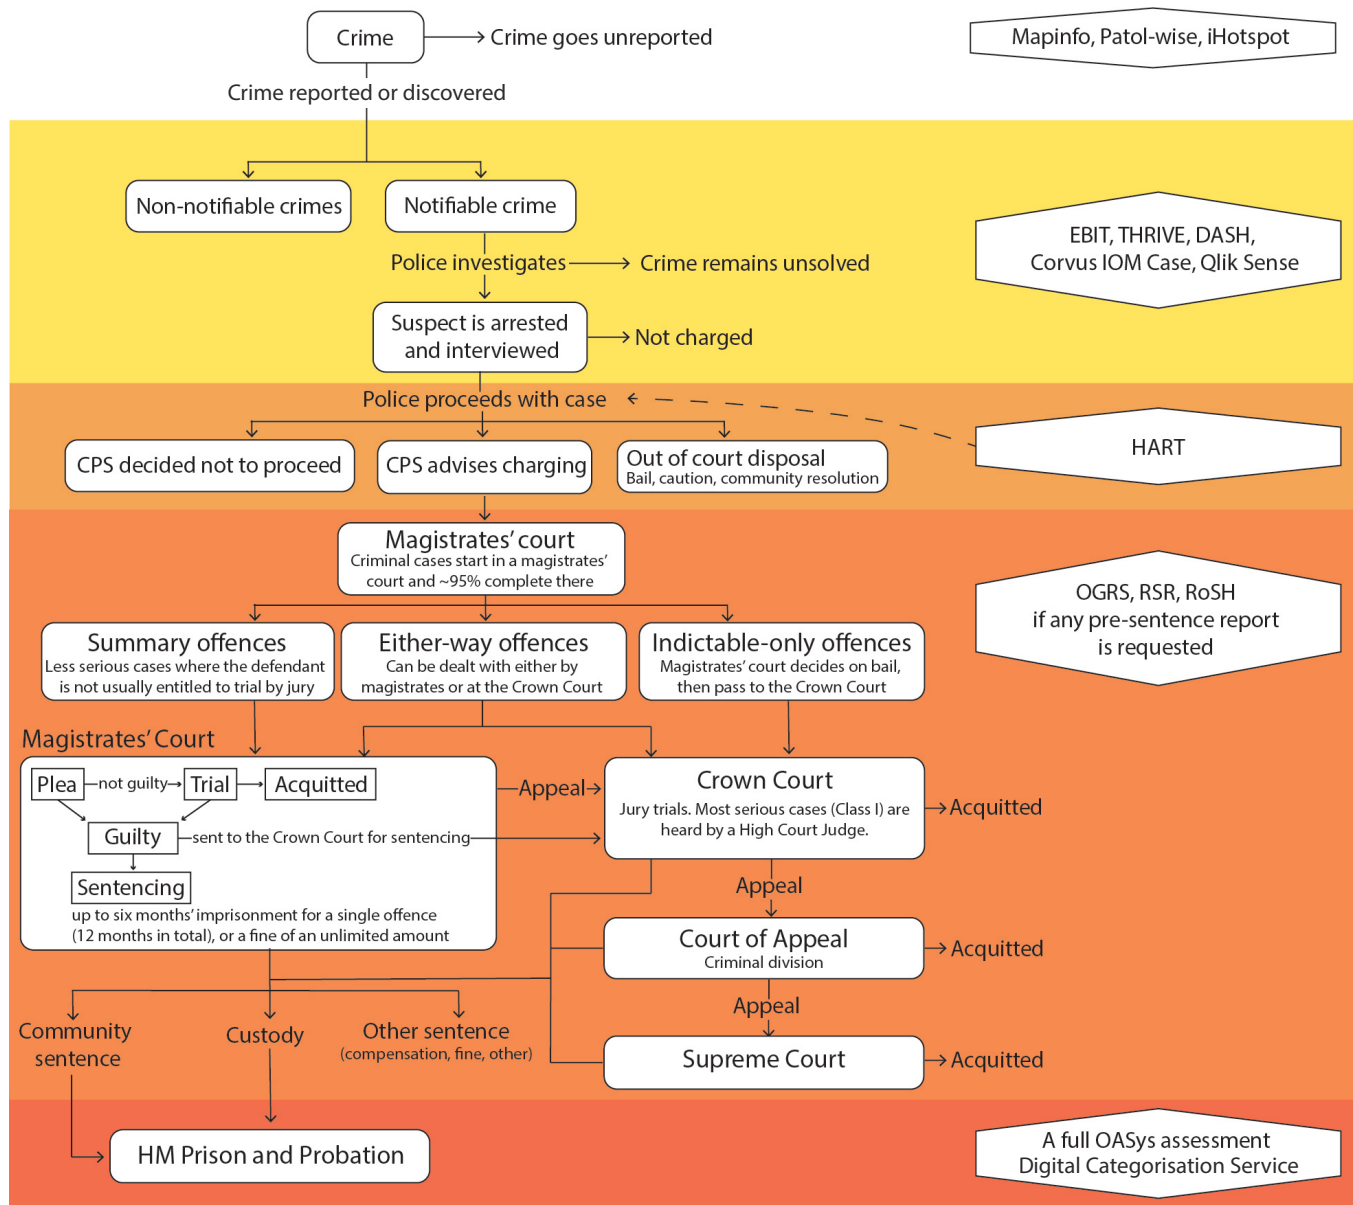 Crime
Crime goes unreported
Mapinfo, Patol-wise, iHotspot
Crime reported or discovered
Non-notifiable crimes
Notifiable crime
EBIT, THRIVE, DASH,
Corvus IOM Case, Qlik Sense
Police investigates
Crime remains unsolved
Suspect is arrested
and interviewed
Not charged
Police proceeds with case
HART
CPS decided not to proceed
CPS advises charging
Out of court disposal
Bail, caution, community resolution
Magistrates’ court
Criminal cases start in a magistrates’
court and ~95% complete there
OGRS, RSR, RoSH
if any pre-sentence report
is requested
Summary offences
Less serious cases where the defendant
is not usually entitled to trial by jury
Either-way offences
Can be dealt with either by
magistrates or at the Crown Court
Indictable-only offences
Magistrates’ court decides on bail,
then pass to the Crown Court
Magistrates’ Court
Plea
not guilty
Trial
Acquitted
Guilty
sent to the Crown Court for sentencing
Sentencing
up to six months’ imprisonment for a single offence
(12 months in total), or a fine of an unlimited amount
Appeal
Crown Court
Jury trials. Most serious cases (Class I) are
heard by a High Court Judge.
Acquitted
Appeal
Court of Appeal
Criminal division
Acquitted
Appeal
Supreme Court
Acquitted
Community
sentence
Custody
Other sentence
(compensation, fine, other)
HM Prison and Probation
A full OASys assessment
Digital Categorisation Service